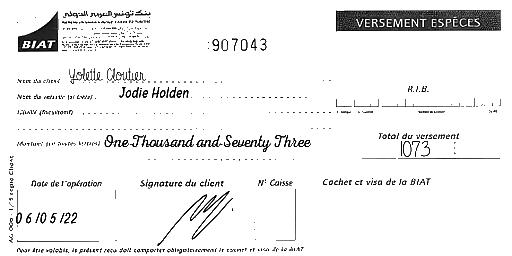 بنك تونس العربي الدولي
BIAT
VERSEMENT ESPÈCES
:907043
Nom du client Yolette Cloutier
Nom du verseur (si tiers) . Jodie Holden
R.I.B.
Libellé (facultatif)
Montant (en toutes lettres) One Thousand and Seventy Three
Total du versement
1073
Date de l'opération
Signature du client
N° Caisse
Cachet et visa de la BIAT
06/05/22
Pour être valable, le présent reçu doit comporter obligatoirement le cachet et visa de la BIAT